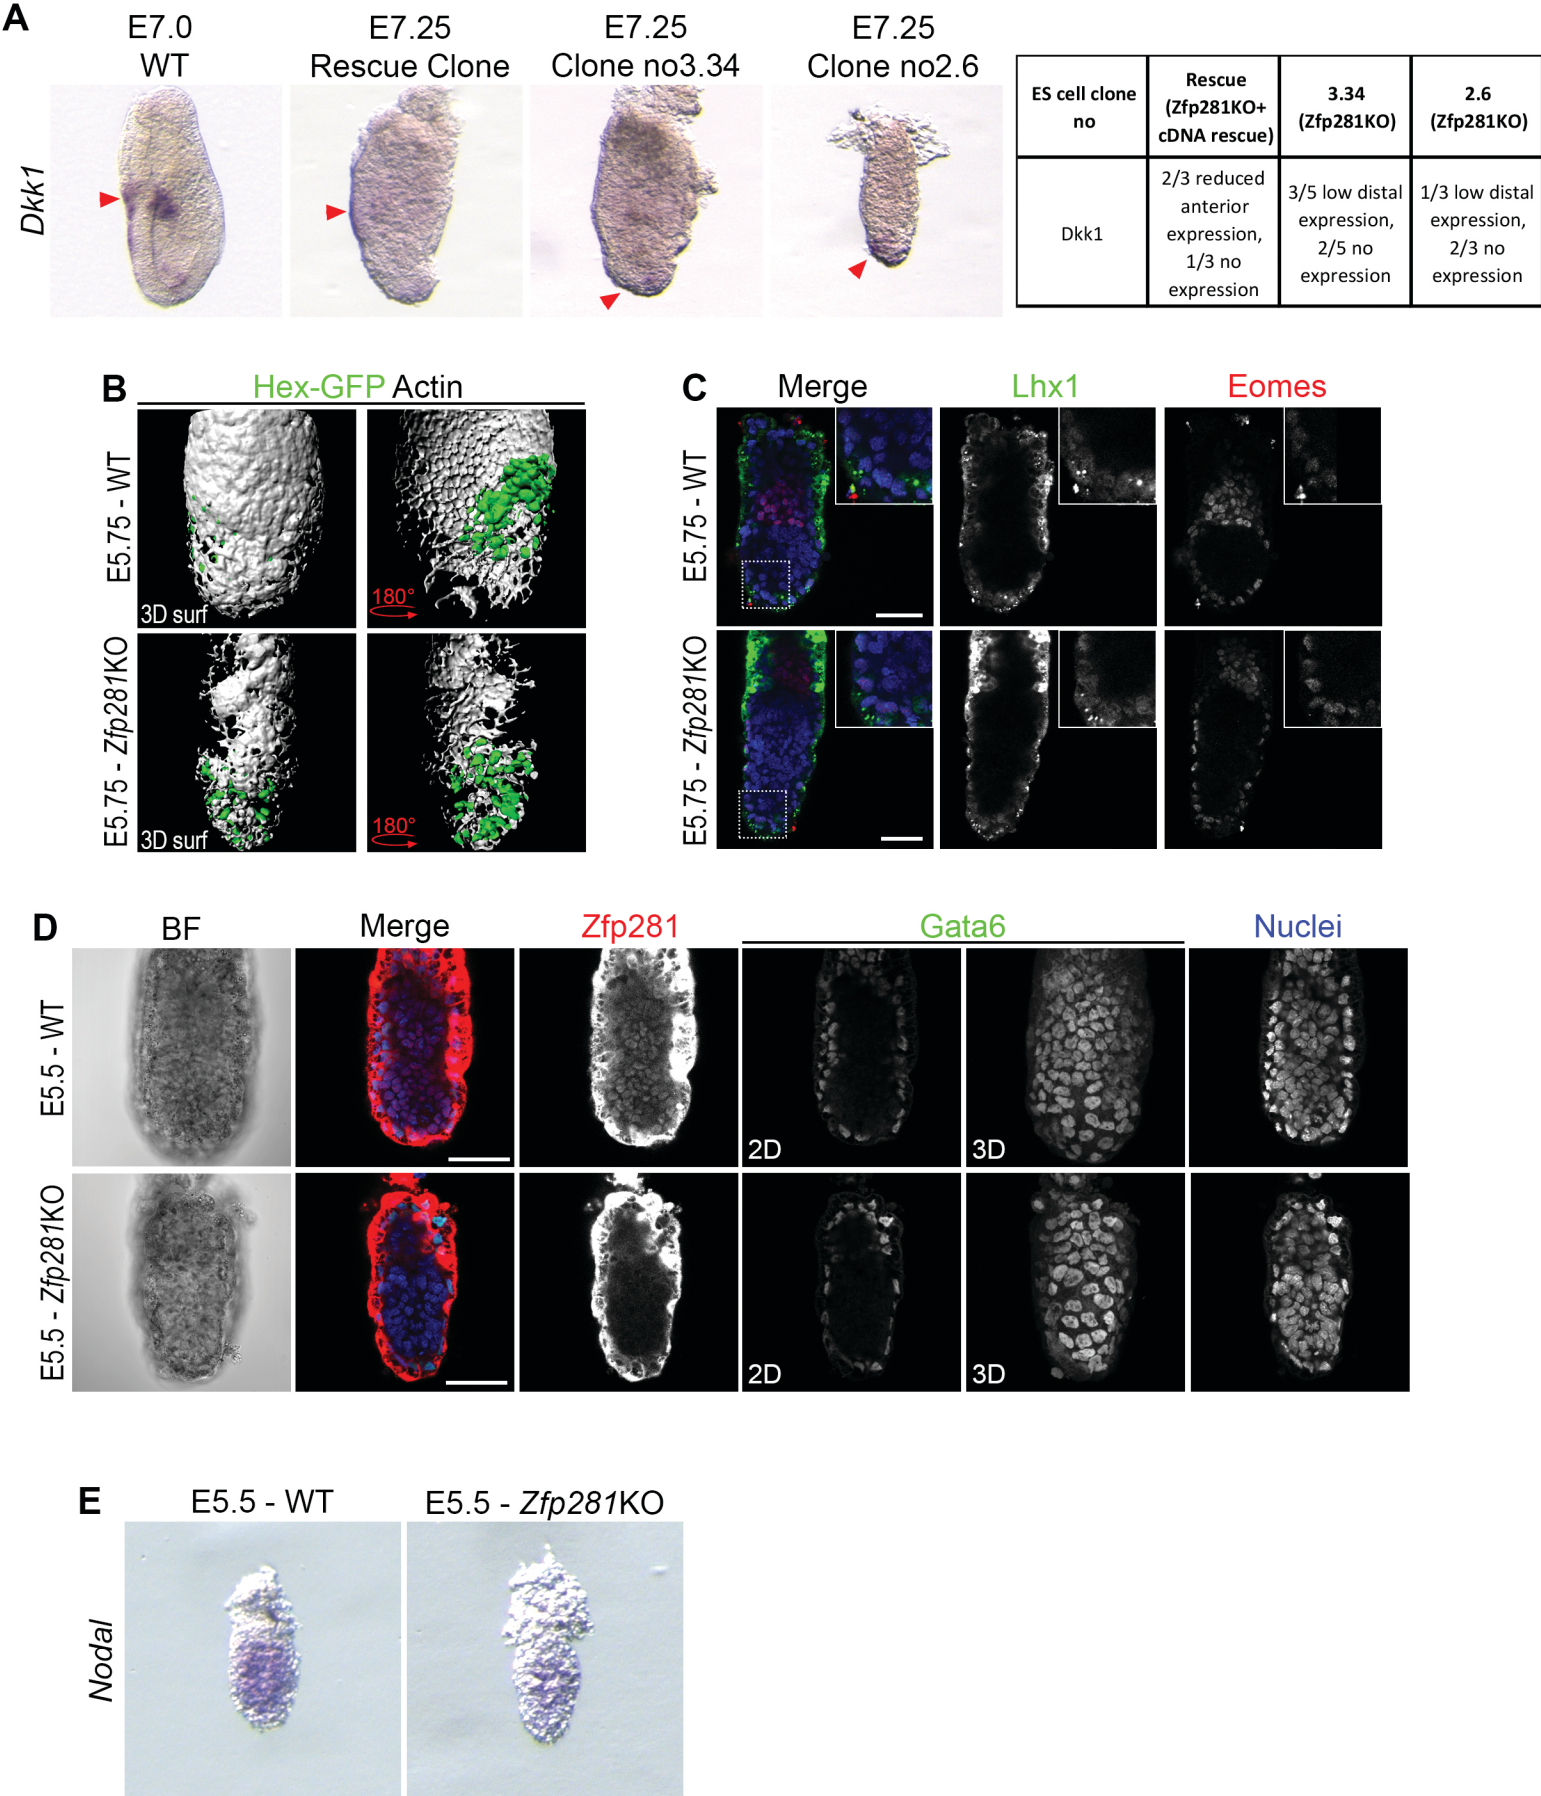 A
E7.0
WT
E7.25
Rescue Clone
E7.25
Clone no3.34
E7.25
Clone no2.6
Dkk1
ES cell clone
no
Rescue
(Zfp281KO+
cDNA rescue)
3.34
(Zfp281KO)
2.6
(Zfp281KO)
Dkk1
2/3 reduced
anterior
expression,
1/3 no
expression
3/5 low distal
expression,
2/5 no
expression
1/3 low distal
expression,
2/3 no
expression
B
Hex-GFP Actin
E5.75 - WT
3D surf
180°
E5.75 - Zfp281KO
3D surf
180°
C
Merge
Lhx1
Eomes
E5.75 - WT
E5.75 - Zfp281KO
D
BF
Merge
Zfp281
Gata6
Nuclei
E5.5 - WT
2D
3D
E5.5 - Zfp281KO
2D
3D
E
E5.5 - WT
E5.5 - Zfp281KO
Nodal